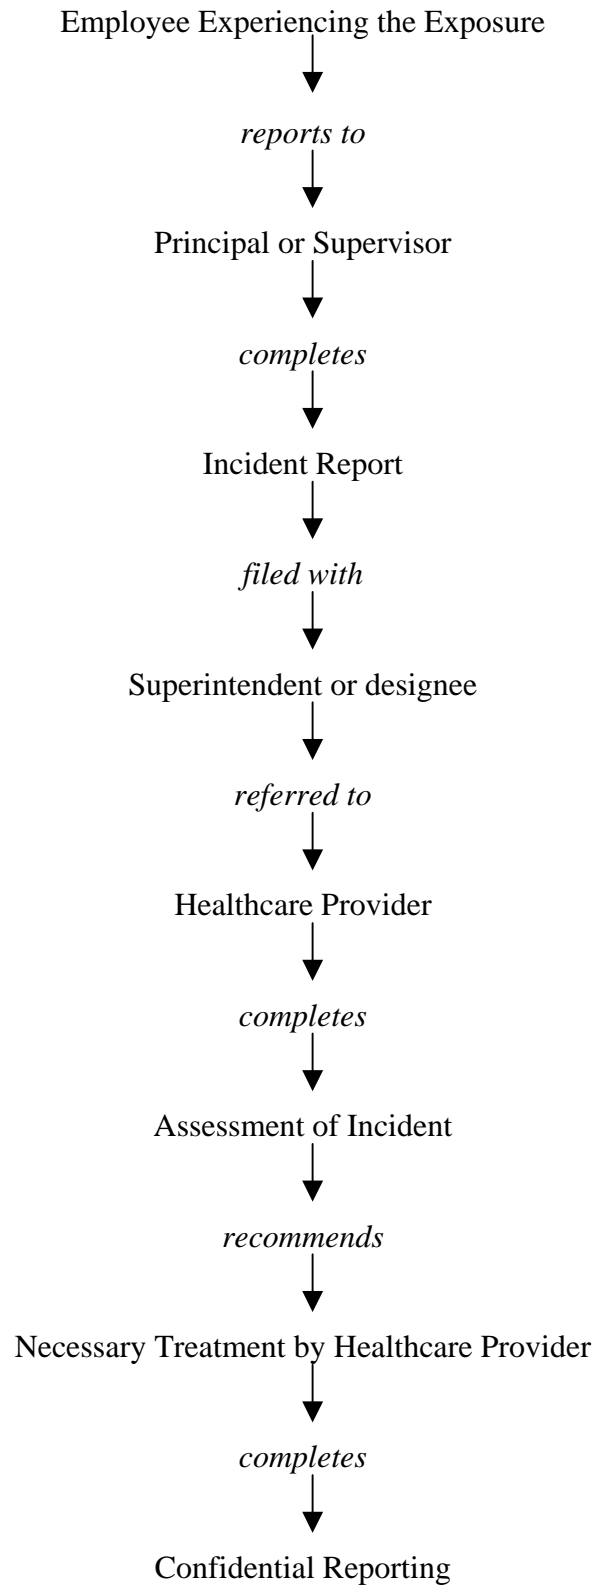 Employee Experiencing the Exposure
reports to
Principal or Supervisor
completes
Incident Report
filed with
Superintendent or designee
referred to
Healthcare Provider
completes
Assessment of Incident
recommends
Necessary Treatment by Healthcare Provider
completes
Confidential Reporting